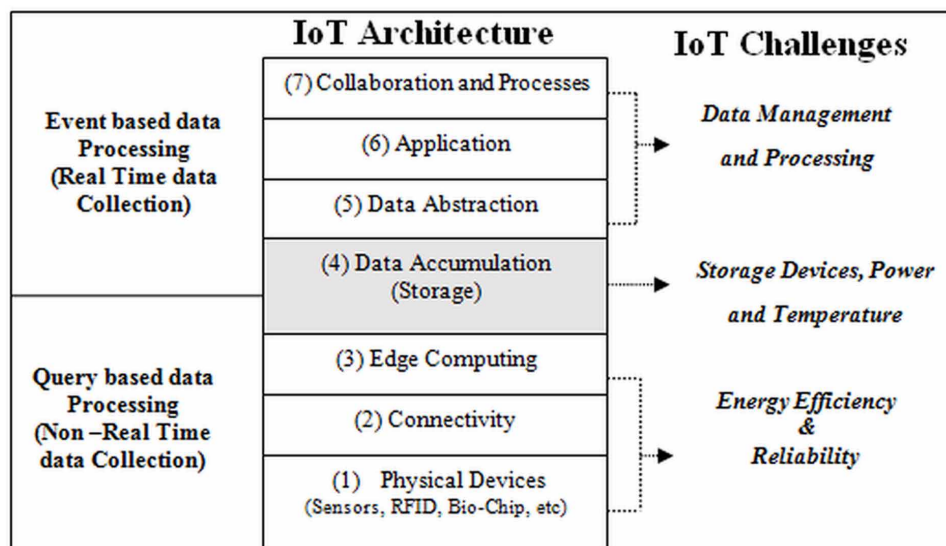 IoT Architecture
IoT Challenges
Event based data
Processing
(Real Time data
Collection)
Query based data
Processing
(Non –Real Time
data Collection)
(7) Collaboration and Processes
(6) Application
(5) Data Abstraction
(4) Data Accumulation
(Storage)
(3) Edge Computing
(2) Connectivity
(1) Physical Devices
(Sensors, RFID, Bio-Chip, etc)
Data Management
and Processing
Storage Devices, Power
and Temperature
Energy Efficiency
&
Reliability